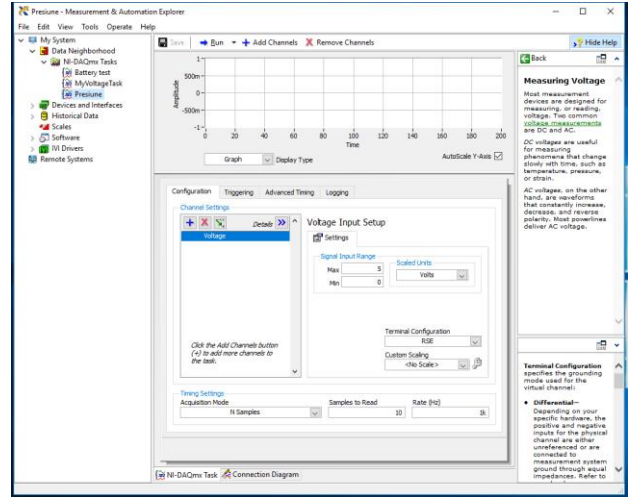 Presiune - Measurement & Automation Explorer
File Edit View Tools Operate Help
My System
Data Neighborhood
NI-DAQmx Tasks
Battery test
MyVoltageTask
Presiune
Devices and Interfaces
Historical Data
Scales
Software
IVI Drivers
Remote Systems
Save Run Add Channels Remove Channels Hide Help
Amplitude
1
500m
0
-500m
-1
0 20 40 60 80 100 120 140 160 180 200
Time
Graph Display Type AutoScale Y-Axis
Configuration Triggering Advanced Timing Logging
Channel Settings
Details
Voltage
Click the Add Channels button
(+) to add more channels to
the task.
Voltage Input Setup
Settings
Signal Input Range
Max 5
Min 0
Scaled Units
Volts
Terminal Configuration
RSE
Custom Scaling
<No Scale>
Timing Settings
Acquisition Mode Samples to Read Rate (Hz)
N Samples 10 1k
NI-DAQmx Task Connection Diagram
Back
Measuring Voltage
Most measurement
devices are designed for
measuring, or reading,
voltage. Two common
voltage measurements
are DC and AC.
DC voltages are useful
for measuring
phenomena that change
slowly with time, such as
temperature, pressure,
or strain.
AC voltages, on the other
hand, are waveforms
that constantly increase,
decrease, and reverse
polarity. Most powerlines
deliver AC voltage.
Terminal Configuration
specifies the grounding
mode used for the
virtual channel:
• Differential—
Depending on your
specific hardware, the
positive and negative
inputs for the physical
channel are either
unreferenced or are
connected to
measurement system
ground through equal
impedances. Refer to